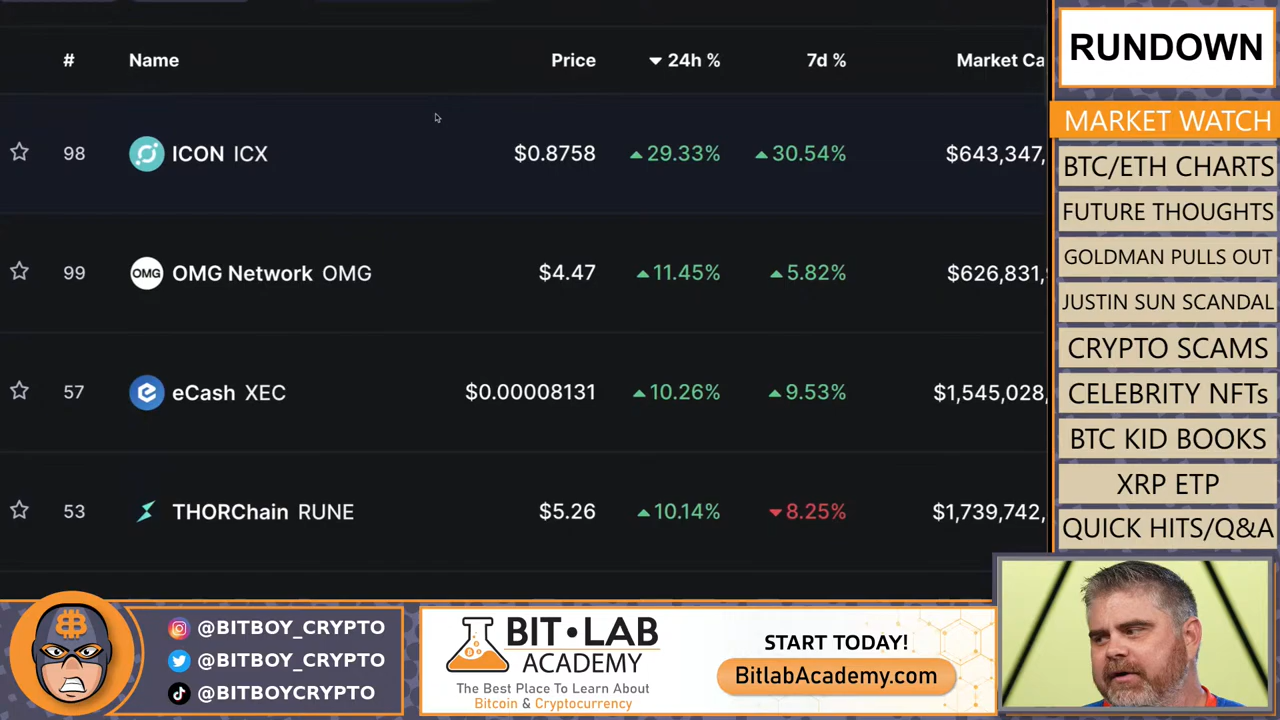 # Name Price 24h % 7d % Market Ca
98 ICON ICX $0.8758 29.33% 30.54% $643,347,
99 OMG OMG Network OMG $4.47 11.45% 5.82% $626,831,
57 eCash XEC $0.00008131 10.26% 9.53% $1,545,028,
53 THORChain RUNE $5.26 10.14% 8.25% $1,739,742,
RUNDOWN
MARKET WATCH
BTC/ETH CHARTS
FUTURE THOUGHTS
GOLDMAN PULLS OUT
JUSTIN SUN SCANDAL
CRYPTO SCAMS
CELEBRITY NFTs
BTC KID BOOKS
XRP ETP
QUICK HITS/Q&A
@BITBOY_CRYPTO
@BITBOY_CRYPTO
@BITBOYCRYPTO
BIT•LAB
ACADEMY
The Best Place To Learn About
Bitcoin & Cryptocurrency
START TODAY!
BitlabAcademy.com